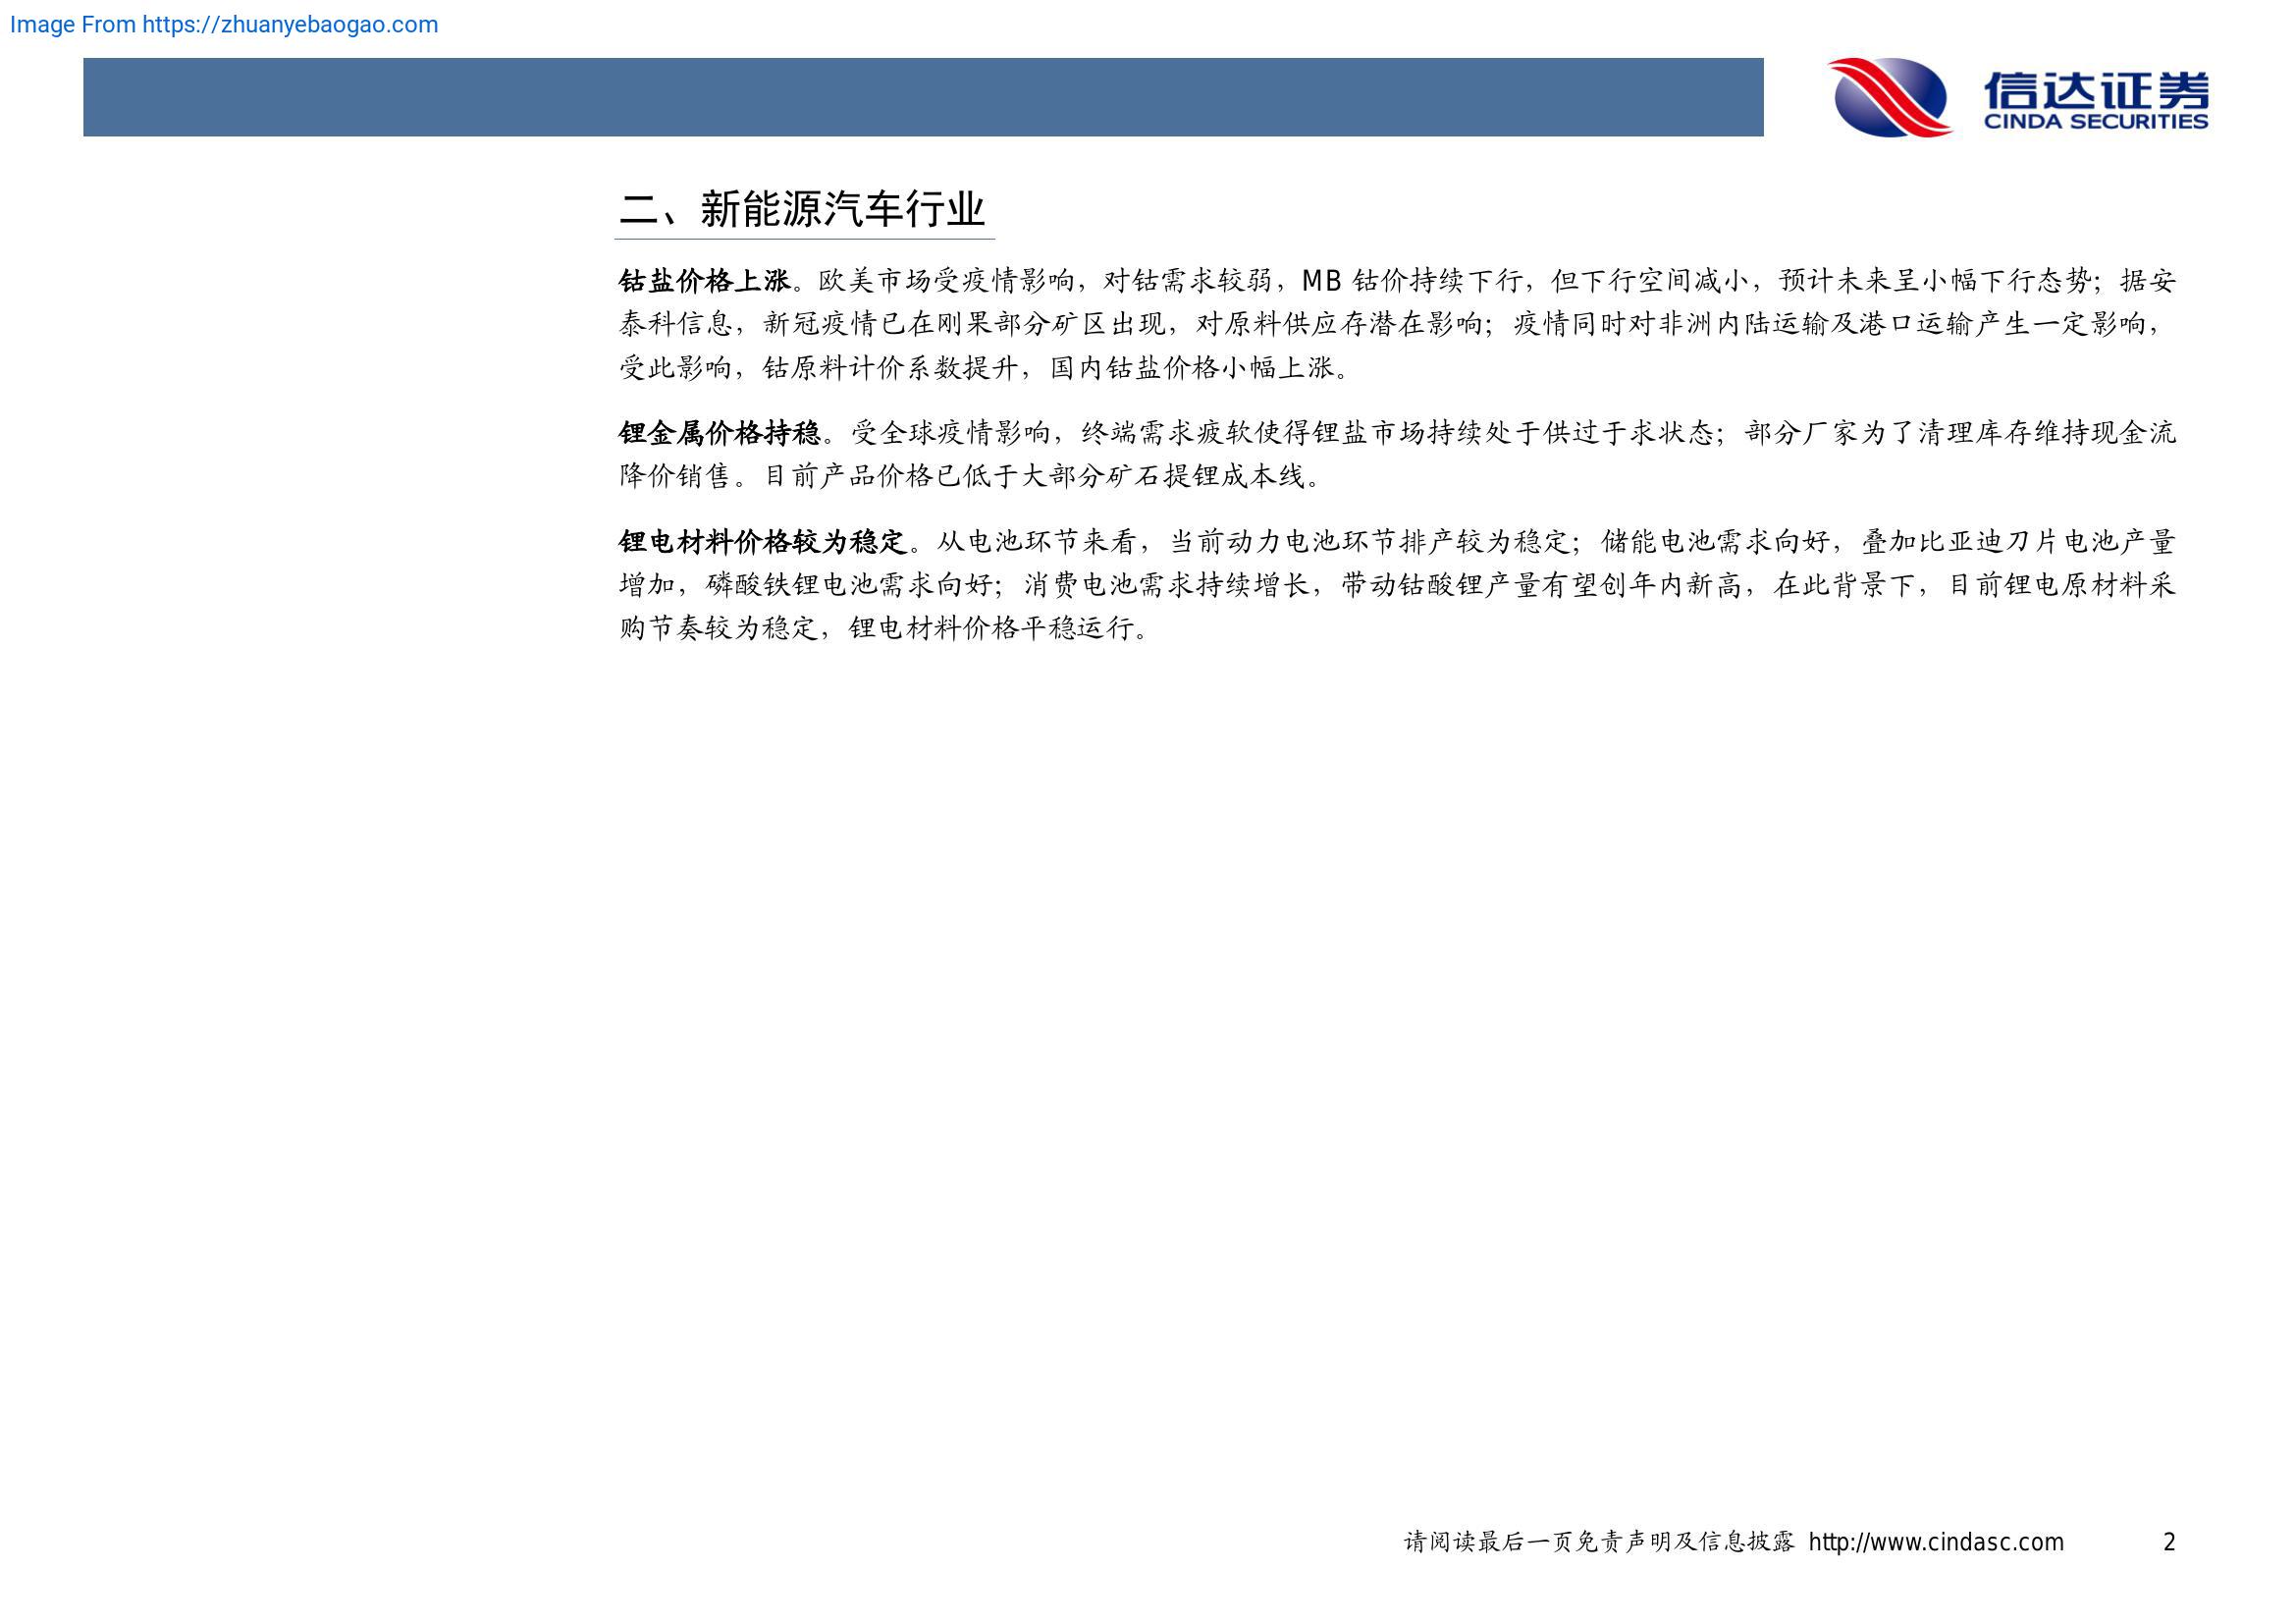 Image From https://zhuanyebaogao.com
信达证券
CINDA SECURITIES
二、新能源汽车行业
钴盐价格上涨。欧美市场受疫情影响，对钴需求较弱，MB 钴价持续下行，但下行空间减小，预计未来呈小幅下行态势；据安
泰科信息，新冠疫情已在刚果部分矿区出现，对原料供应存潜在影响；疫情同时对非洲内陆运输及港口运输产生一定影响，
受此影响，钴原料计价系数提升，国内钴盐价格小幅上涨。
锂金属价格持稳。受全球疫情影响，终端需求疲软使得锂盐市场持续处于供过于求状态；部分厂家为了清理库存维持现金流
降价销售。目前产品价格已低于大部分矿石提锂成本线。
锂电材料价格较为稳定。从电池环节来看，当前动力电池环节排产较为稳定；储能电池需求向好，叠加比亚迪刀片电池产量
增加，磷酸铁锂电池需求向好；消费电池需求持续增长，带动钴酸锂产量有望创年内新高，在此背景下，目前锂电原材料采
购节奏较为稳定，锂电材料价格平稳运行。
请阅读最后一页免责声明及信息披露 http://www.cindasc.com 2